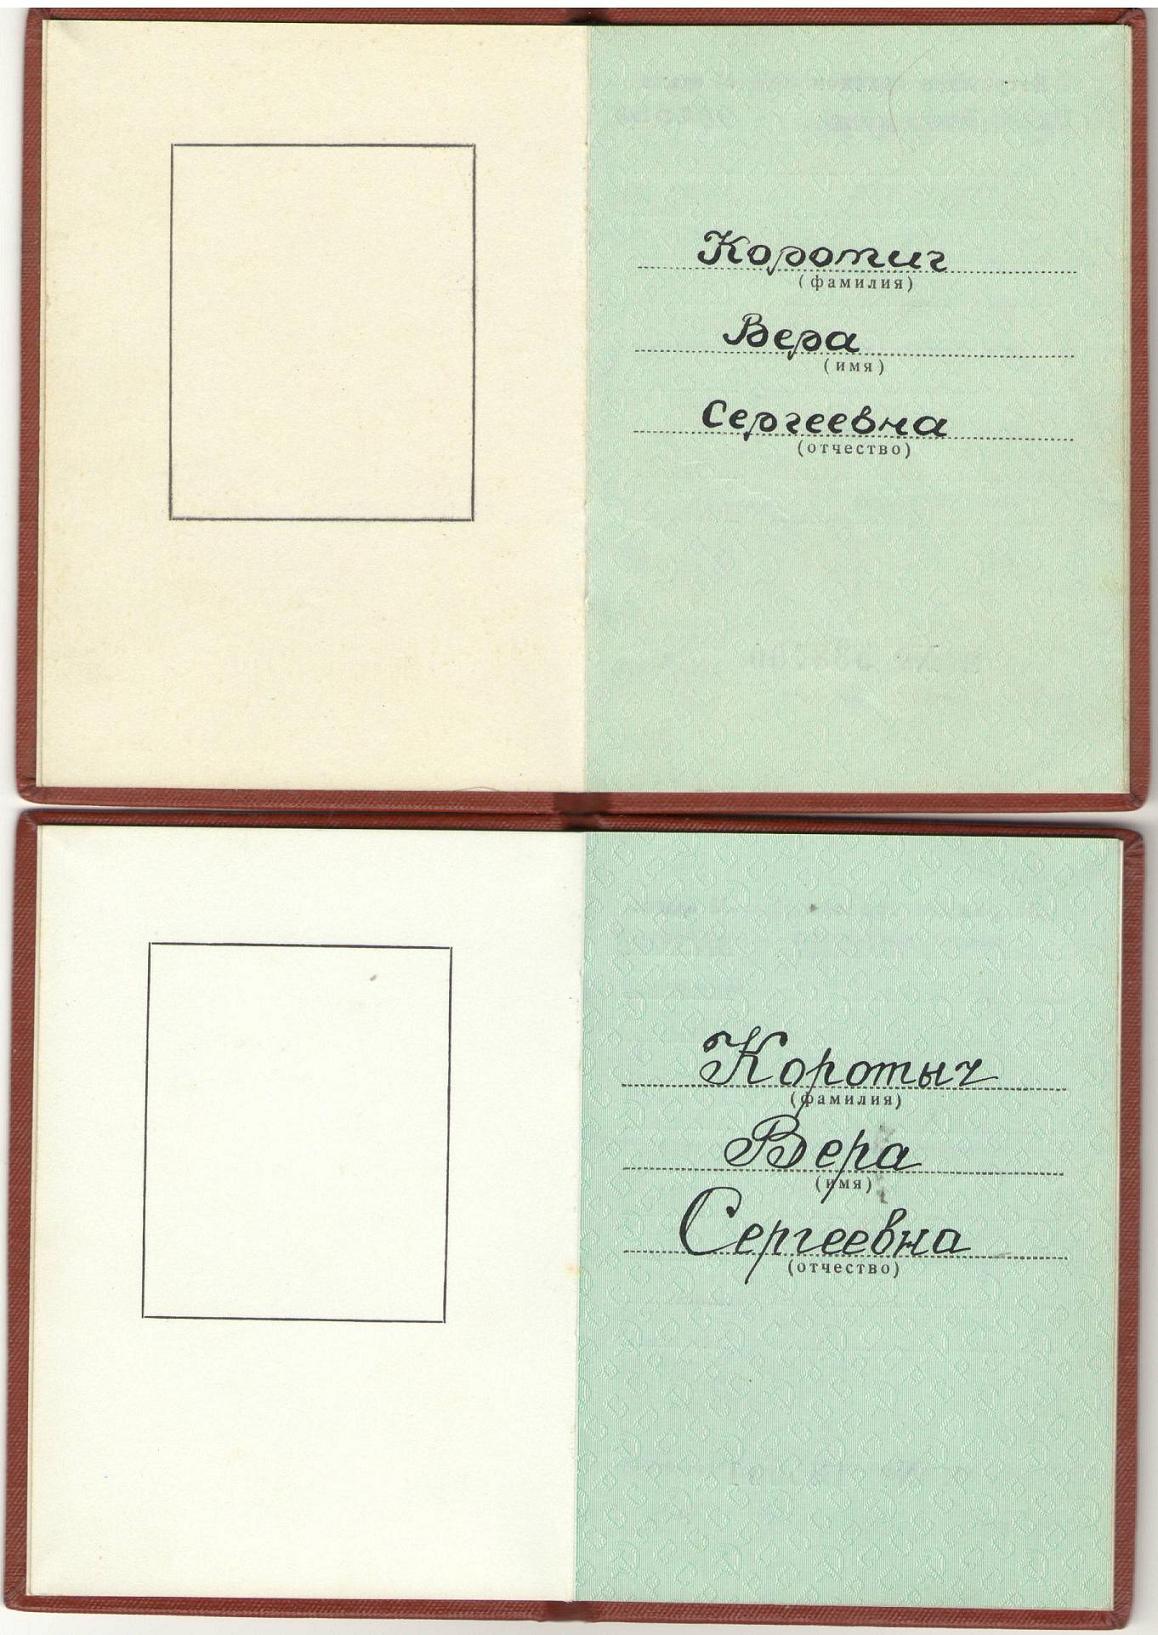 Коротич
(фамилия)
Вера
(имя)
Сергеевна
(отчество)
Коротыч
(фамилия)
Вера
(имя)
Сергеевна
(отчество)